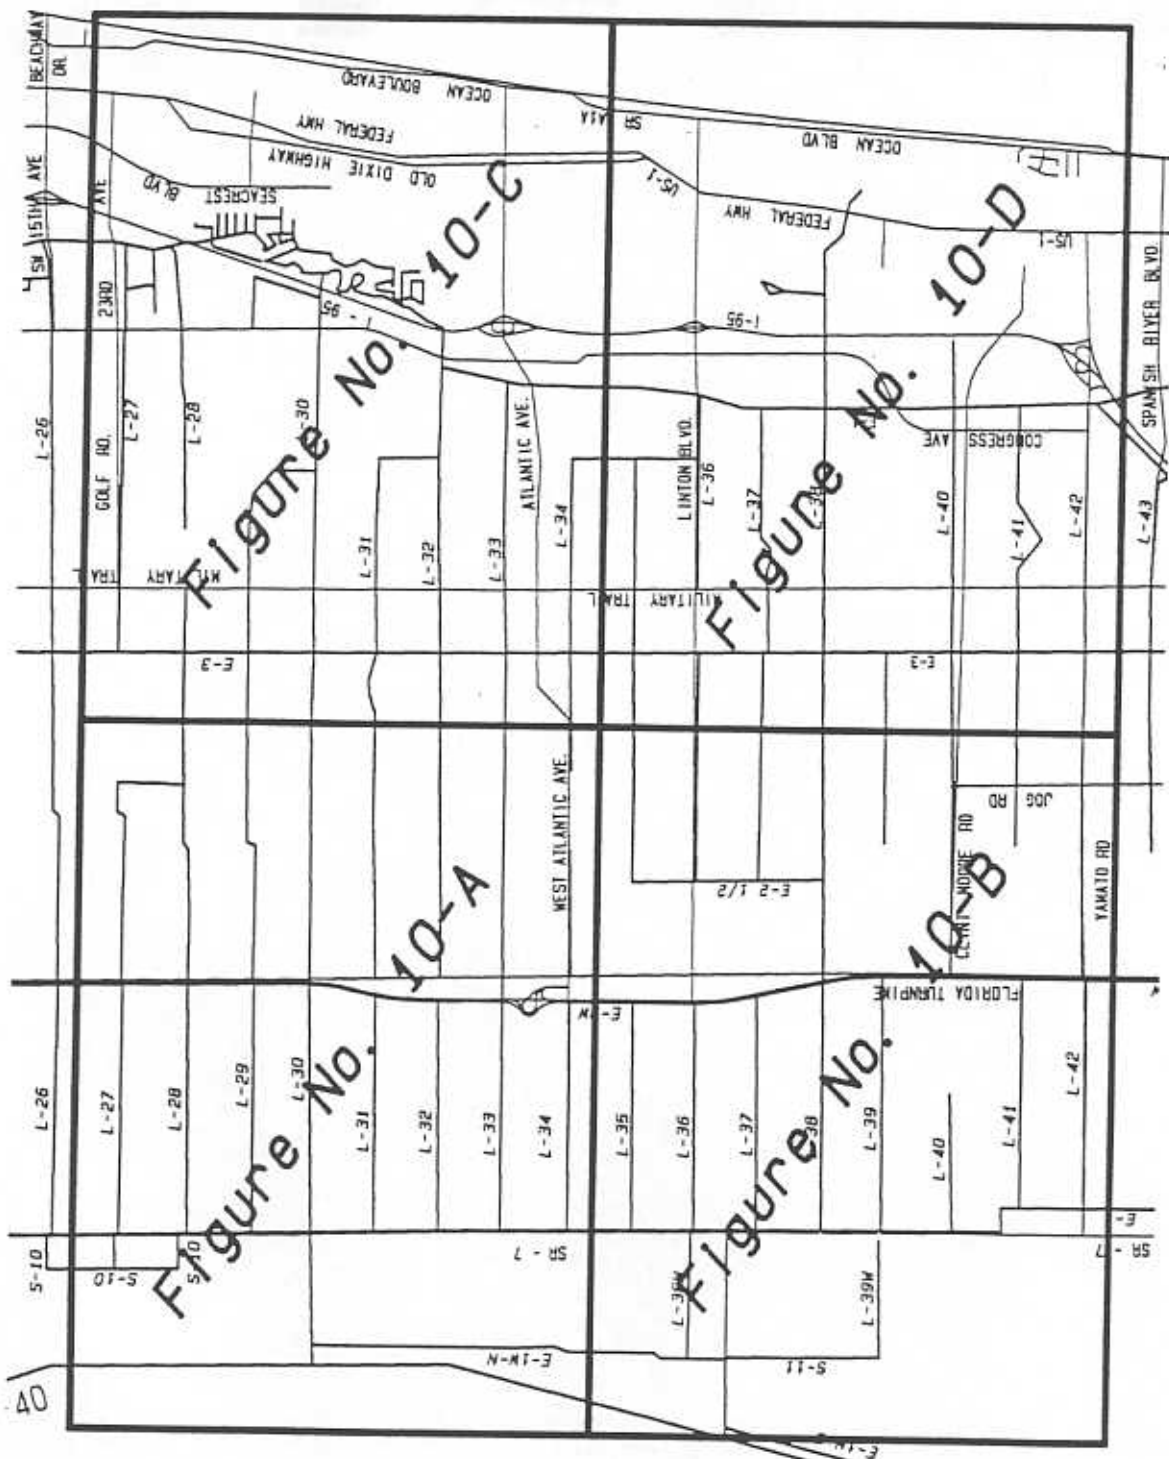 BEACHWAY
DR.
OCEAN BOULEVARD
FEDERAL HWY
OLD DIXIE HIGHWAY
SR A1A
OCEAN BLVD
SW 15TH AVE
AVE
BLVD
SEACREST
US-1
FEDERAL HWY
US-1
10-C
10-D
23RD
I-95
I-95
SPANISH RIVER BLVD.
Figure No.
Figure No.
L-26
GOLF RD.
L-27
L-28
L-30
ATLANTIC AVE.
LINTON BLVD.
L-36
CONGRESS AVE
L-31
L-32
L-33
L-34
L-37
L-38
L-40
L-41
L-42
L-43
MILITARY TRAIL
MILITARY TRAIL
E-3
E-3
WEST ATLANTIC AVE.
JOG RD
E-2 1/2
CLINT MOORE RD
YAMATO RD
10-A
10-B
E-1W
FLORIDA TURNPIKE
Figure No.
Figure No.
L-26
L-27
L-28
L-29
L-30
L-31
L-32
L-33
L-34
L-35
L-36
L-37
L-38
L-39
L-40
L-41
L-42
E-
S-10
S-10
S-10
SR-7
SR-7
L-39W
E-1W-N
S-11
40